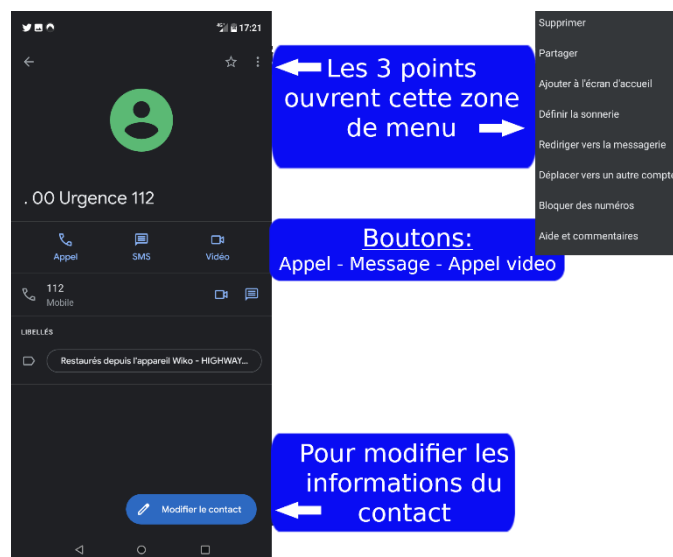 17:21
. 00 Urgence 112
Appel
SMS
Vidéo
112
Mobile
LIBELLÉS
Restaurés depuis l'appareil Wiko - HIGHWAY...
Modifier le contact
Les 3 points
ouvrent cette zone
de menu
Boutons:
Appel - Message - Appel video
Pour modifier les
informations du
contact
Supprimer
Partager
Ajouter à l'écran d'accueil
Définir la sonnerie
Rediriger vers la messagerie
Déplacer vers un autre compte
Bloquer des numéros
Aide et commentaires